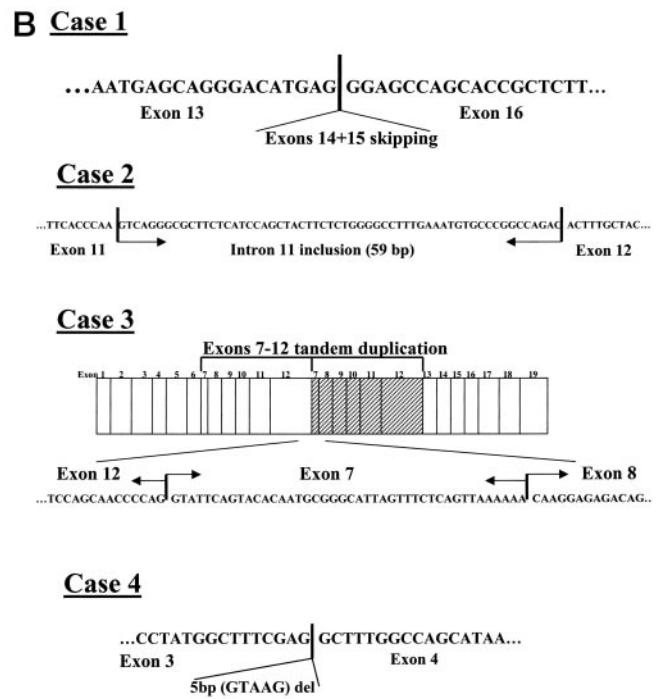 B Case 1
...AATGAGCAGGGACATGAG GGAGCCAGCACCGCTCTT...
Exon 13 Exon 16
Exons 14+15 skipping
Case 2
...TTCACCCAA GTCAGGGCGCTTCTCATCCAGCTACTTCTCTGGGGCCTTTGAAATGTGCCCGGCCAGAC ACTTTGCTAC...
Exon 11 Intron 11 inclusion (59 bp) Exon 12
Case 3
Exons 7-12 tandem duplication
Exon 1 2 3 4 5 6 7 8 9 10 11 12 7 8 9 10 11 12 13 14 15 16 17 18 19
Exon 12 Exon 7 Exon 8
...TCCAGCAACCCCAG GTATTCAGTACACAATGCGGGCATTAGTTTCTCAGTTAAAAAA CAAGGAGAGACAG...
Case 4
...CCTATGGCTTTCGAG GCTTTGGCCAGCATAA...
Exon 3 Exon 4
5bp (GTAAG) del